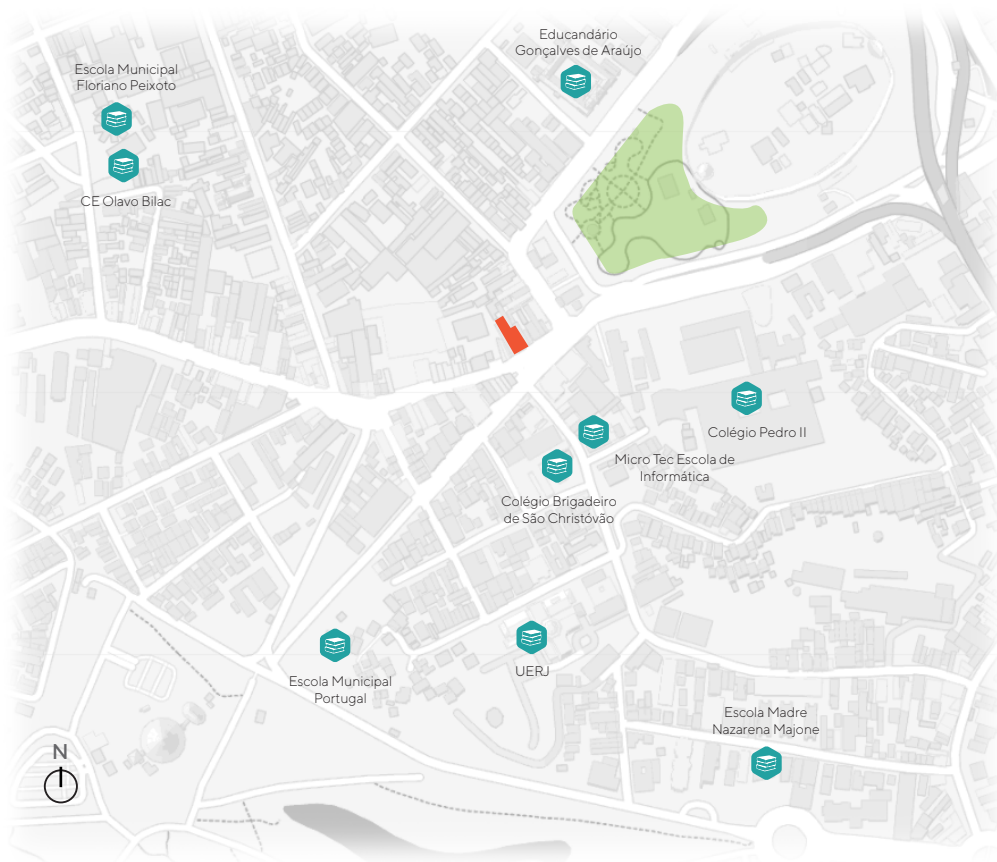 Educandário
Gonçalves de Araújo
Escola Municipal
Floriano Peixoto
CE Olavo Bilac
Colégio Pedro II
Micro Tec Escola de
Informática
Colégio Brigadeiro
de São Christóvão
UERJ
Escola Municipal
Portugal
Escola Madre
Nazarena Majone
N